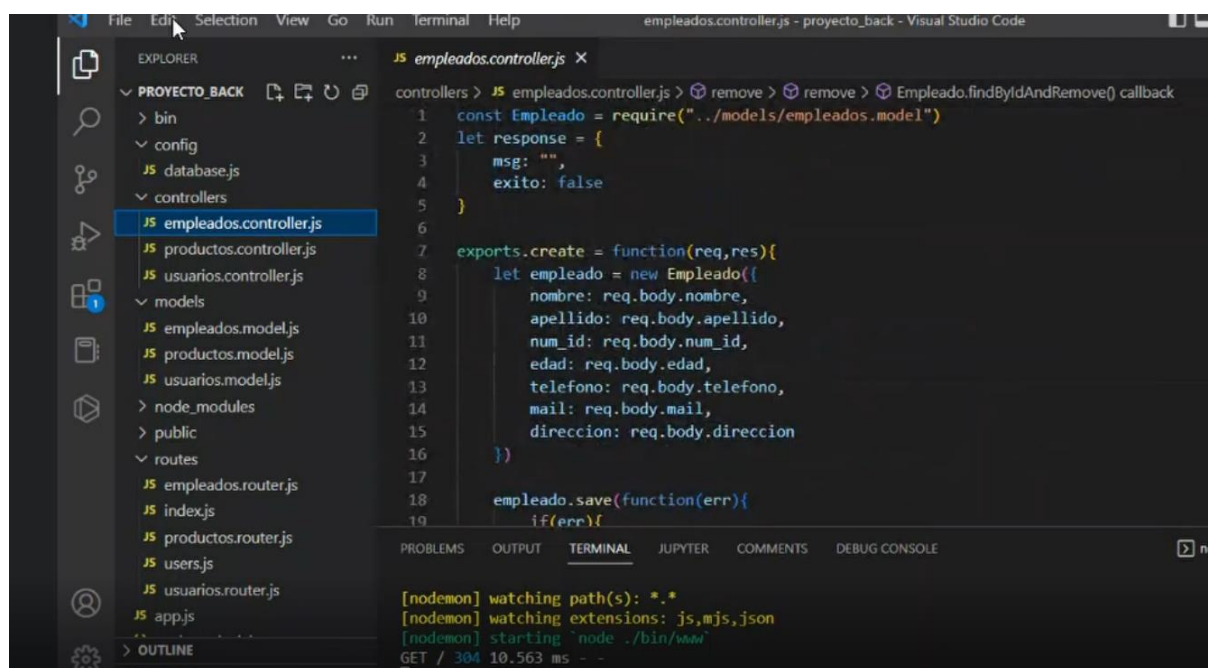 File Edit Selection View Go Run Terminal Help
empleados.controller.js - proyecto_back - Visual Studio Code
EXPLORER
PROYECTO_BACK
bin
config
JS database.js
controllers
JS empleados.controller.js
JS productos.controller.js
JS usuarios.controller.js
models
JS empleados.model.js
JS productos.model.js
JS usuarios.model.js
node_modules
public
routes
JS empleados.router.js
JS index.js
JS productos.router.js
JS users.js
JS usuarios.router.js
JS app.js
OUTLINE
1
JS empleados.controller.js
controllers > JS empleados.controller.js > remove > remove > Empleado.findByIdAndRemove() callback
1 const Empleado = require("../models/empleados.model")
2 let response = {
3 msg: "",
4 exito: false
5 }
6
7 exports.create = function(req,res){
8 let empleado = new Empleado({
9 nombre: req.body.nombre,
10 apellido: req.body.apellido,
11 num_id: req.body.num_id,
12 edad: req.body.edad,
13 telefono: req.body.telefono,
14 mail: req.body.mail,
15 direccion: req.body.direccion
16 })
17
18 empleado.save(function(err){
19 if(err){
PROBLEMS OUTPUT TERMINAL JUPYTER COMMENTS DEBUG CONSOLE
[nodemon] watching path(s): *.*
[nodemon] watching extensions: js,mjs,json
[nodemon] starting `node ./bin/www`
GET / 304 10.563 ms - -